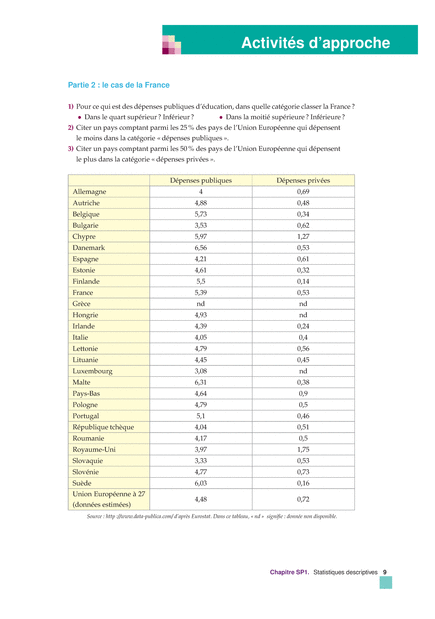 Activités d'approche
Partie 2 : le cas de la France
1) Pour ce qui est des dépenses publiques d'éducation, dans quelle catégorie classer la France ?
• Dans le quart supérieur ? Inférieur ? • Dans la moitié supérieure ? Inférieure ?
2) Citer un pays comptant parmi les 25 % des pays de l'Union Européenne qui dépensent
le moins dans la catégorie « dépenses publiques ».
3) Citer un pays comptant parmi les 50 % des pays de l'Union Européenne qui dépensent
le plus dans la catégorie « dépenses privées ».
Dépenses publiques Dépenses privées
Allemagne 4 0,69
Autriche 4,88 0,48
Belgique 5,73 0,34
Bulgarie 3,53 0,62
Chypre 5,97 1,27
Danemark 6,56 0,53
Espagne 4,21 0,61
Estonie 4,61 0,32
Finlande 5,5 0,14
France 5,39 0,53
Grèce nd nd
Hongrie 4,93 nd
Irlande 4,39 0,24
Italie 4,05 0,4
Lettonie 4,79 0,56
Lituanie 4,45 0,45
Luxembourg 3,08 nd
Malte 6,31 0,38
Pays-Bas 4,64 0,9
Pologne 4,79 0,5
Portugal 5,1 0,46
République tchèque 4,04 0,51
Roumanie 4,17 0,5
Royaume-Uni 3,97 1,75
Slovaquie 3,33 0,53
Slovénie 4,77 0,73
Suède 6,03 0,16
Union Européenne à 27
(données estimées) 4,48 0,72
Source : http ://www.data-publica.com/ d'après Eurostat. Dans ce tableau, « nd » signifie : donnée non disponible.
Chapitre SP1. Statistiques descriptives 9